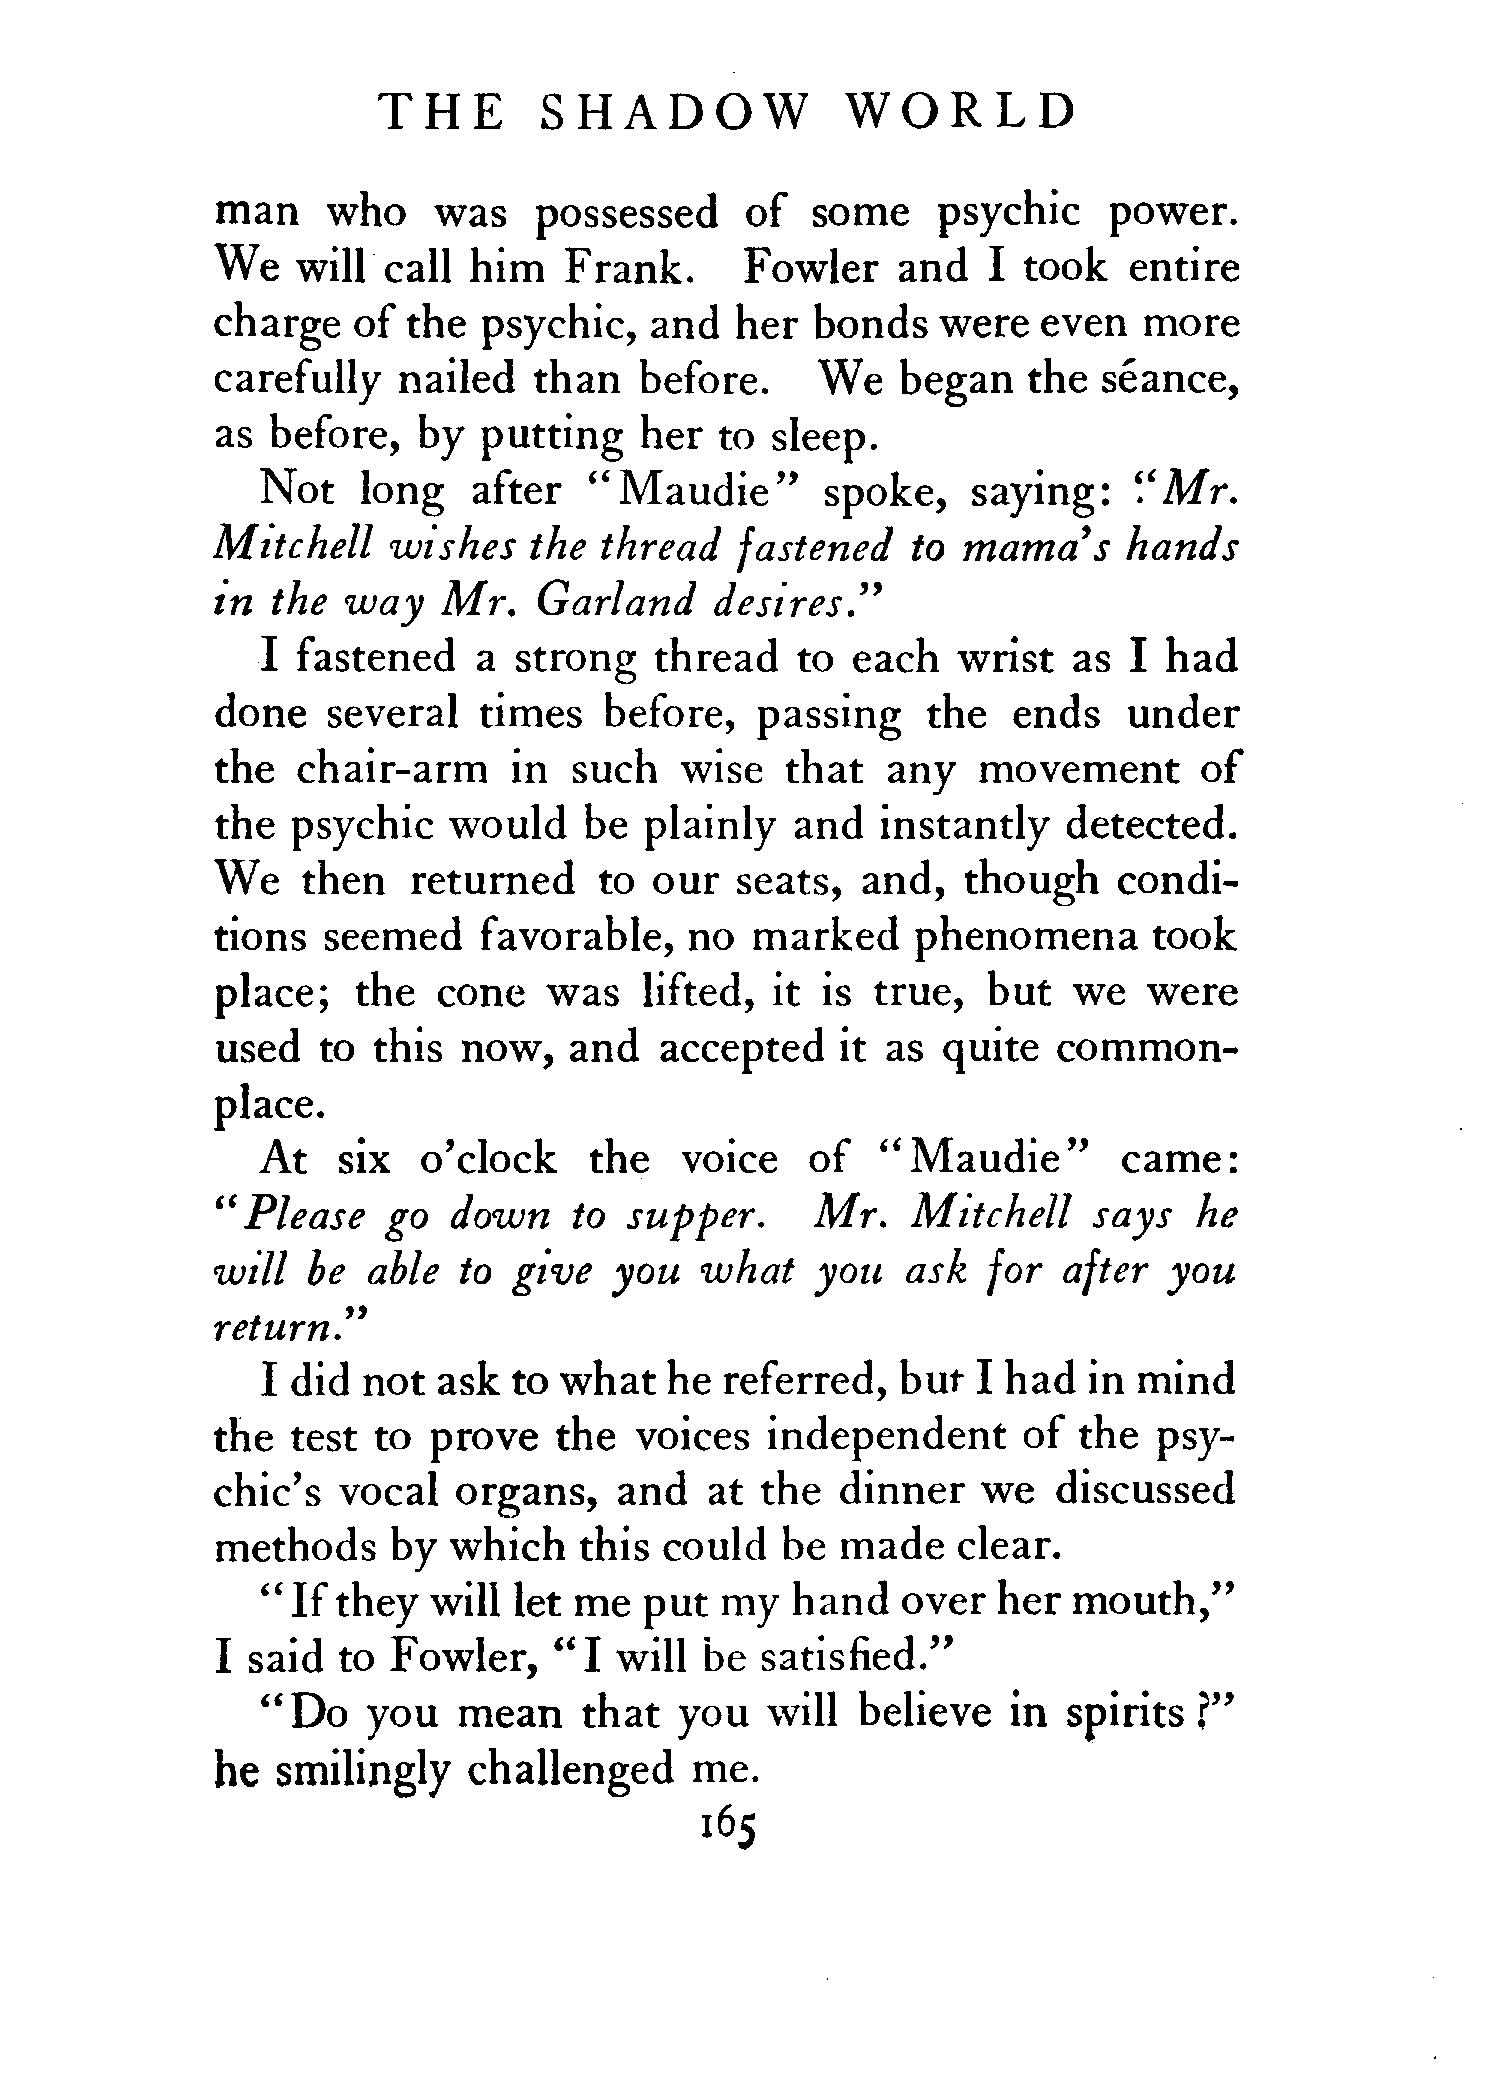 THE SHADOW WORLD
man who was possessed of some psychic power.
We will call him Frank. Fowler and I took entire
charge of the psychic, and her bonds were even more
carefully nailed than before. We began the séance,
as before, by putting her to sleep.
Not long after "Maudie" spoke, saying: "Mr.
Mitchell wishes the thread fastened to mama's hands
in the way Mr. Garland desires."
I fastened a strong thread to each wrist as I had
done several times before, passing the ends under
the chair-arm in such wise that any movement of
the psychic would be plainly and instantly detected.
We then returned to our seats, and, though condi-
tions seemed favorable, no marked phenomena took
place; the cone was lifted, it is true, but we were
used to this now, and accepted it as quite common-
place.
At six o'clock the voice of "Maudie" came:
"Please go down to supper. Mr. Mitchell says he
will be able to give you what you ask for after you
return."
I did not ask to what he referred, but I had in mind
the test to prove the voices independent of the psy-
chic's vocal organs, and at the dinner we discussed
methods by which this could be made clear.
"If they will let me put my hand over her mouth,"
I said to Fowler, "I will be satisfied."
"Do you mean that you will believe in spirits?"
he smilingly challenged me.
165